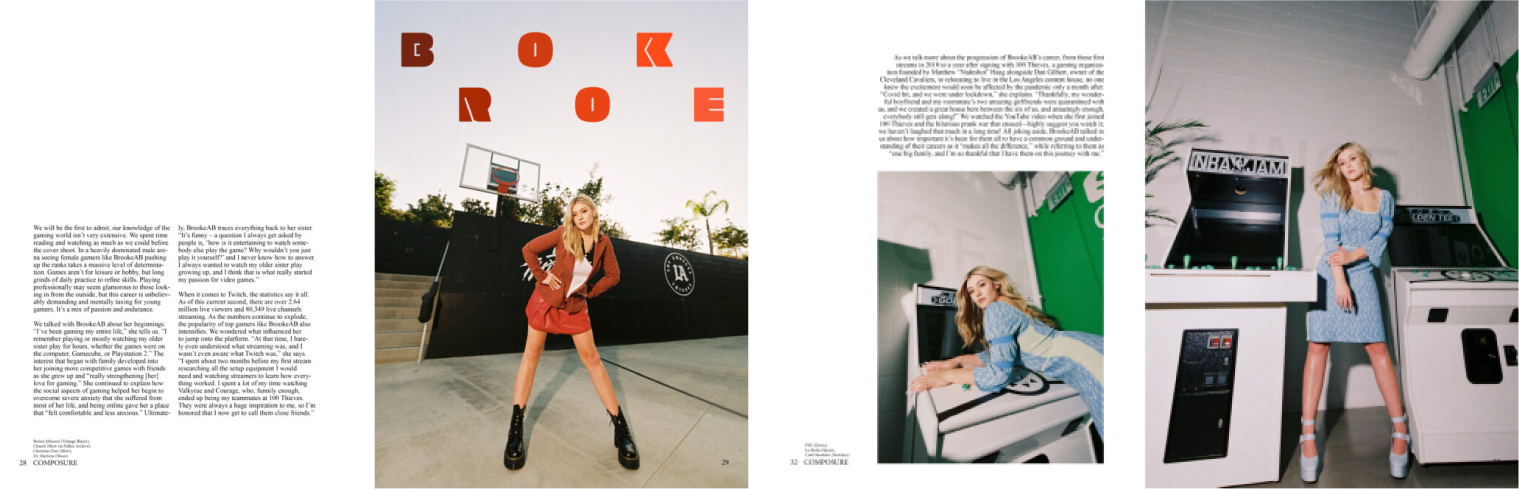 We will be the first to admit, our knowledge of the
gaming world isn't very extensive. We spent time
reading and watching as much as we could before
the cover shoot. In a heavily dominated male are-
na seeing female gamers like BrookeAB pushing
up the ranks takes a massive level of determina-
tion. Games aren't for leisure or hobby, but long
grinds of daily practice to refine skills. Playing
professionally may seem glamorous to those look-
ing in from the outside, but this career is unbeliev-
ably demanding and mentally taxing for young
gamers. It's a mix of passion and endurance.
We talked with BrookeAB about her beginnings.
"I've been gaming my entire life," she tells us. "I
remember playing or mostly watching my older
sister play for hours, whether the games were on
the computer, Gamecube, or Playstation 2." The
interest that began with family developed into
her joining more competitive games with friends
as she grew up and "really strengthening [her]
love for gaming." She continued to explain how
the social aspects of gaming helped her begin to
overcome severe anxiety that she suffered from
most of her life, and being online gave her a place
that "felt comfortable and less anxious." Ultimate-
ly, BrookeAB traces everything back to her sister.
"It's funny – a question I always get asked by
people is, 'how is it entertaining to watch some-
body else play the game? Why wouldn't you just
play it yourself?' and I never know how to answer.
I always wanted to watch my older sister play
growing up, and I think that is what really started
my passion for video games."
When it comes to Twitch, the statistics say it all.
As of this current second, there are over 2.64
million live viewers and 80,349 live channels
streaming. As the numbers continue to explode,
the popularity of top gamers like BrookeAB also
intensifies. We wondered what influenced her
to jump onto the platform. "At that time, I bare-
ly even understood what streaming was, and I
wasn't even aware what Twitch was," she says.
"I spent about two months before my first stream
researching all the setup equipment I would
need and watching streamers to learn how every-
thing worked. I spent a lot of my time watching
Valkyrae and Courage, who, funnily enough,
ended up being my teammates at 100 Thieves.
They were always a huge inspiration to me, so I'm
honored that I now get to call them close friends."
28 COMPOSURE
B O K
R O E
LA
29
As we talk more about the progression of BrookeAB's career, from those first
streams in 2018 to a year after signing with 100 Thieves, a gaming organiza-
tion founded by Matthew "Nadeshot" Haag alongside Dan Gilbert, owner of the
Cleveland Cavaliers, to relocating to live in the Los Angeles content house, no one
knew the excitement would soon be affected by the pandemic only a month after.
"Covid hit, and we were under lockdown," she explains. "Thankfully, my wonder-
ful boyfriend and my roommate's two amazing girlfriends were quarantined with
us, and we created a great house here between the six of us, and amazingly enough,
everybody still gets along!" We watched the YouTube video when she first joined
100 Thieves and the hilarious prank war that ensued—highly suggest you watch it;
we haven't laughed that much in a long time! All joking aside, BrookeAB talked to
us about how important it's been for them all to have a common ground and under-
standing of their careers as it "makes all the difference," while referring to them as
"one big family, and I'm so thankful that I have them on this journey with me."
EXIT
32 COMPOSURE
EXIT
NBA JAM
GOLDEN TEE